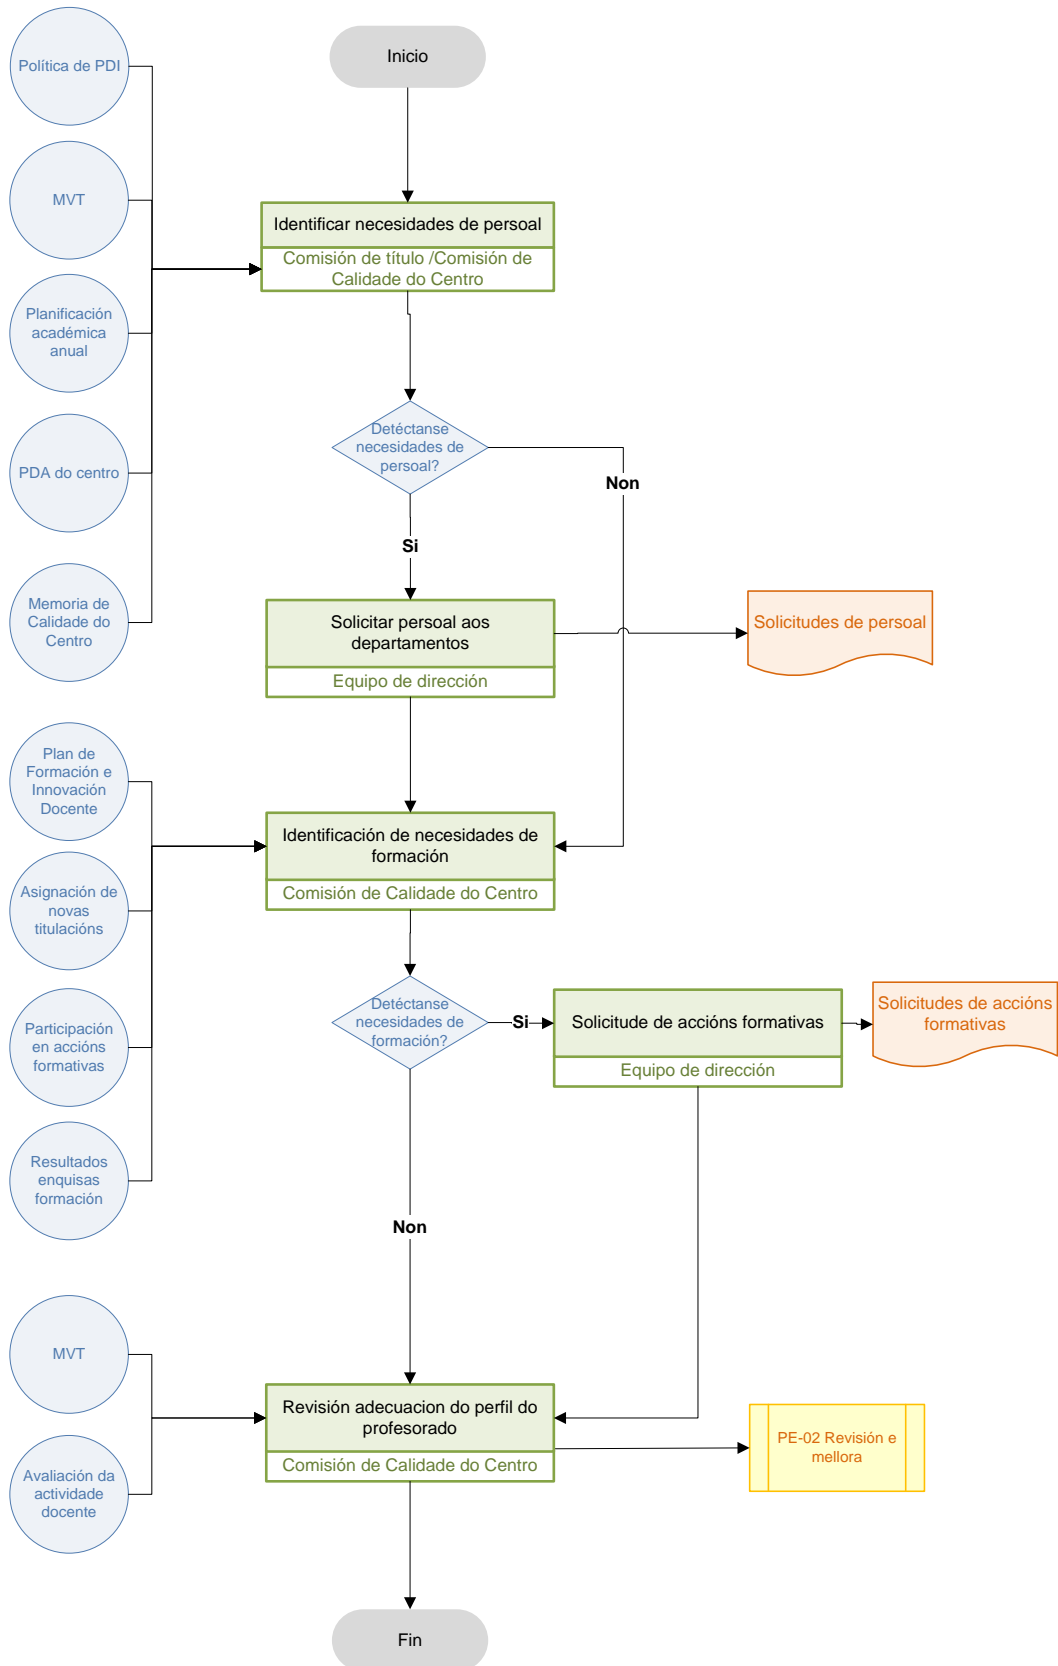 Inicio
Política de PDI
MVT
Planificación
académica
anual
PDA do centro
Memoria de
Calidade do
Centro
Identificar necesidades de persoal
Comisión de título /Comisión de
Calidade do Centro
Detéctanse
necesidades de
persoal?
Non
Si
Solicitar persoal aos
departamentos
Equipo de dirección
Solicitudes de persoal
Plan de
Formación e
Innovación
Docente
Asignación de
novas
titulacións
Participación
en accións
formativas
Resultados
enquisas
formación
Identificación de necesidades de
formación
Comisión de Calidade do Centro
Detéctanse
necesidades de
formación?
Si
Solicitude de accións formativas
Equipo de dirección
Solicitudes de accións
formativas
Non
MVT
Avaliación da
actividade
docente
Revisión adecuacion do perfil do
profesorado
Comisión de Calidade do Centro
PE-02 Revisión e
mellora
Fin